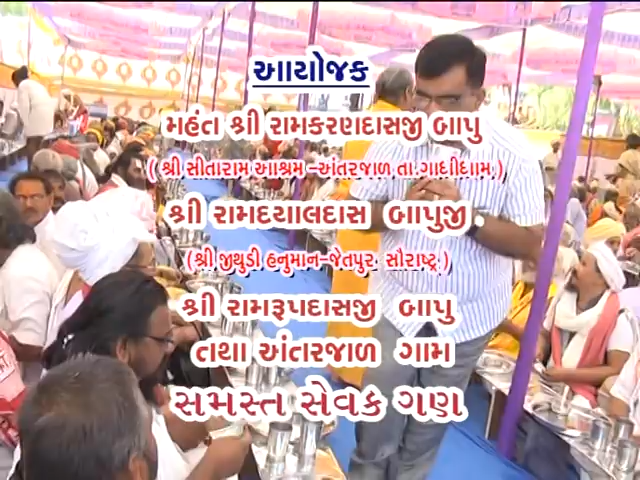 આયોજક
મહંત શ્રી રામકરણદાસજી બાપુ
( શ્રી સીતારામ આશ્રમ -અંતરજાળ તા.ગાધીધામ )
શ્રી રામદયાલદાસ બાપુજી
(શ્રી જીથુડી હનુમાન-જેતપુર. સૌરાષ્ટ્ર.)
શ્રી રામરૂપદાસજી બાપુ
તથા અંતરજાળ ગામ
સમસ્ત સેવક ગણ